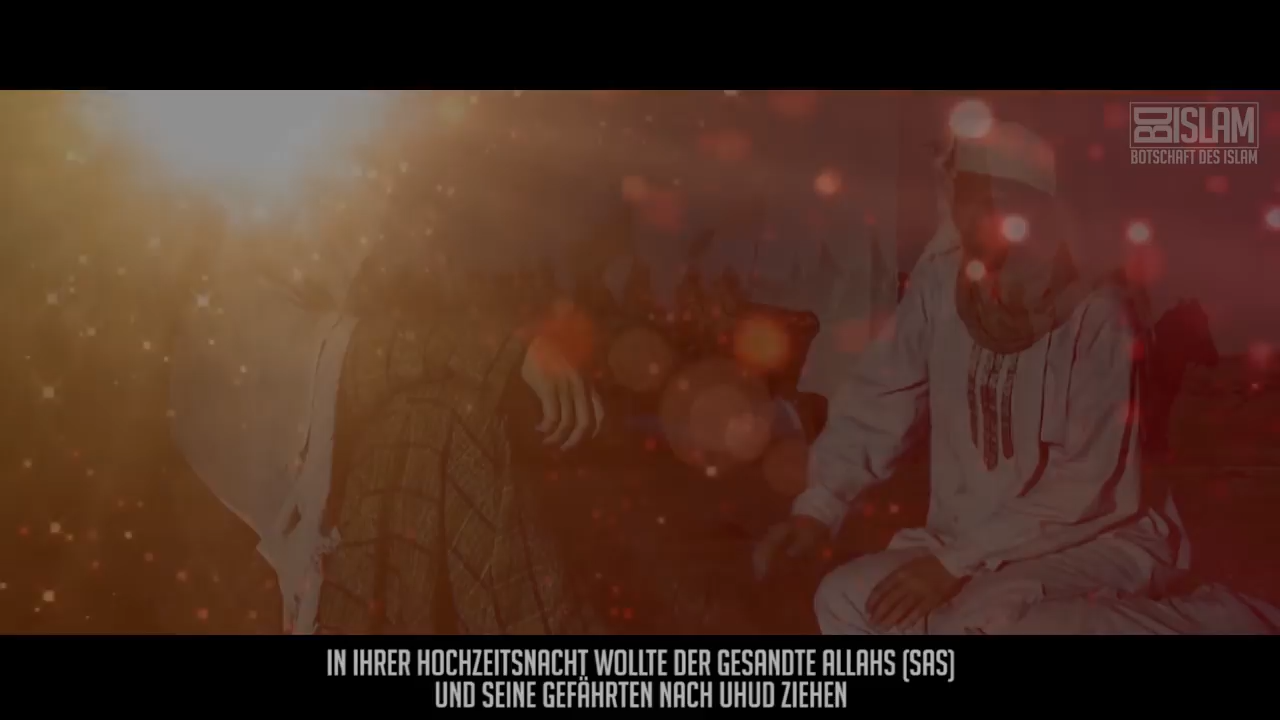 BDISLAM
BOTSCHAFT DES ISLAM
IN IHRER HOCHZEITSNACHT WOLLTE DER GESANDTE ALLAHS (SAS)
UND SEINE GEFÄHRTEN NACH UHUD ZIEHEN